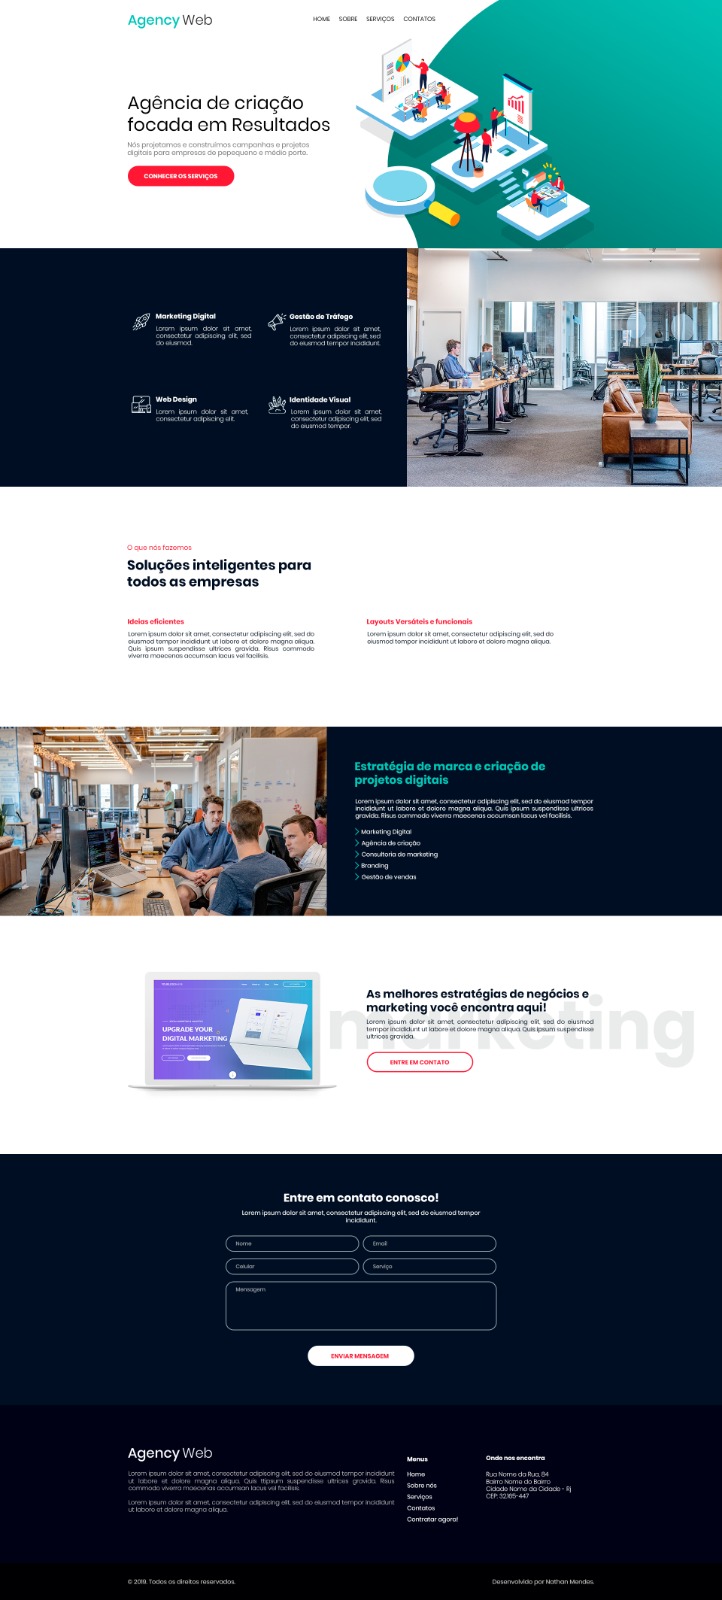 Agency Web
HOME SOBRE SERVIÇOS CONTATOS
Agência de criação
focada em Resultados
Nós projetamos e construímos campanhas e projetos
digitais para empresas de pepequeno e médio porte.
CONHECER OS SERVIÇOS
Marketing Digital
Lorem ipsum dolor sit amet,
consectetur adipiscing elit, sed
do eiusmod.
Gestão de Tráfego
Lorem ipsum dolor sit amet,
consectetur adipiscing elit, sed
do eiusmod tempor incididunt.
Web Design
Lorem ipsum dolor sit amet,
consectetur adipiscing elit.
Identidade Visual
Lorem ipsum dolor sit amet,
consectetur adipiscing elit, sed
do eiusmod tempor.
O que nós fazemos
Soluções inteligentes para
todos as empresas
Ideias eficientes
Lorem ipsum dolor sit amet, consectetur adipiscing elit, sed do
eiusmod tempor incididunt ut labore et dolore magna aliqua.
Quis ipsum suspendisse ultrices gravida. Risus commodo
viverra maecenas accumsan lacus vel facilisis.
Layouts Versáteis e funcionais
Lorem ipsum dolor sit amet, consectetur adipiscing elit, sed do
eiusmod tempor incididunt ut labore et dolore magna aliqua.
Estratégia de marca e criação de
projetos digitais
Lorem ipsum dolor sit amet, consectetur adipiscing elit, sed do eiusmod tempor
incididunt ut labore et dolore magna aliqua. Quis ipsum suspendisse ultrices
gravida. Risus commodo viverra maecenas accumsan lacus vel facilisis.
Marketing Digital
Agência de criação
Consultoria de marketing
Branding
Gestão de vendas
UPGRADE YOUR
DIGITAL MARKETING
marketing
As melhores estratégias de negócios e
marketing você encontra aqui!
Lorem ipsum dolor sit amet, consectetur adipiscing elit, sed do eiusmod
tempor incididunt ut labore et dolore magna aliqua. Quis ipsum suspendisse
ultrices gravida.
ENTRE EM CONTATO
Entre em contato conosco!
Lorem ipsum dolor sit amet, consectetur adipiscing elit, sed do eiusmod tempor
incididunt.
Nome
Email
Celular
Serviço
Mensagem
ENVIAR MENSAGEM
Agency Web
Lorem ipsum dolor sit amet, consectetur adipiscing elit, sed do eiusmod tempor incididunt
ut labore et dolore magna aliqua. Quis ipsum suspendisse ultrices gravida. Risus
commodo viverra maecenas accumsan lacus vel facilisis.
Lorem ipsum dolor sit amet, consectetur adipiscing elit, sed do eiusmod tempor incididunt
ut labore et dolore magna aliqua.
Menus
Home
Sobre nós
Serviços
Contatos
Contratar agora!
Onde nos encontra
Rua Nome da Rua, 84
Bairro Nome do Bairro
Cidade Nome da Cidade - Rj
CEP: 32.165-447
© 2019. Todos os direitos reservados.
Desenvolvido por Nathan Mendes.